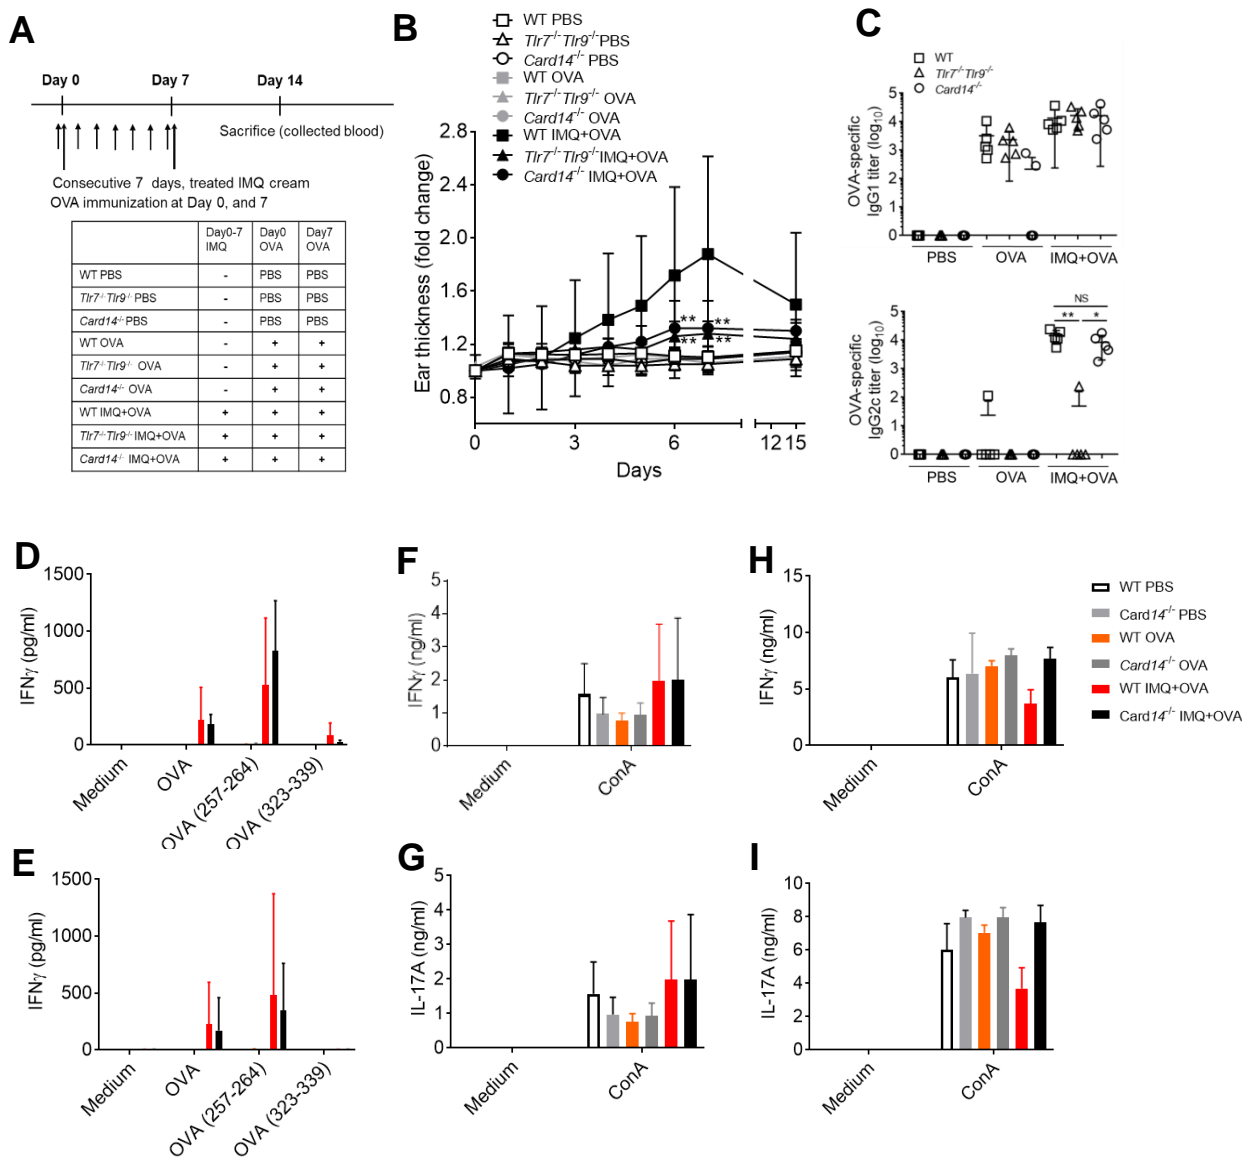 A
Day 0
Day 7
Day 14
Sacrifice (collected blood)
Consecutive 7 days, treated IMQ cream
OVA immunization at Day 0, and 7
Day0-7 IMQ
Day0 OVA
Day7 OVA
WT PBS - PBS PBS
Tlr7-/-Tlr9-/- PBS - PBS PBS
Card14-/- PBS - PBS PBS
WT OVA - + +
Tlr7-/-Tlr9-/- OVA - + +
Card14-/- OVA - + +
WT IMQ+OVA + + +
Tlr7-/-Tlr9-/- IMQ+OVA + + +
Card14-/- IMQ+OVA + + +
B
WT PBS
Tlr7-/-Tlr9-/-PBS
Card14-/- PBS
WT OVA
Tlr7-/-Tlr9-/- OVA
Card14-/- OVA
WT IMQ+OVA
Tlr7-/-Tlr9-/-IMQ+OVA
Card14-/- IMQ+OVA
Ear thickness (fold change)
2.8
2.4
2.0
1.6
1.2
0.8
**
**
**
**
0 3 6 12 15
Days
C
WT
Tlr7-/-Tlr9-/-
Card14-/-
OVA-specific
IgG1 titer (log10)
5
4
3
2
1
0
PBS OVA IMQ+OVA
OVA-specific
IgG2c titer (log10)
5
4
3
2
1
0
NS
** *
PBS OVA IMQ+OVA
D
IFNγ (pg/ml)
1500
1000
500
0
Medium
OVA
OVA (257-264)
OVA (323-339)
F
IFNγ (ng/ml)
5
4
3
2
1
0
Medium
ConA
H
IFNγ (ng/ml)
15
10
5
0
Medium
ConA
WT PBS
Card14-/- PBS
WT OVA
Card14-/- OVA
WT IMQ+OVA
Card14-/- IMQ+OVA
E
IFNγ (pg/ml)
1500
1000
500
0
Medium
OVA
OVA (257-264)
OVA (323-339)
G
IL-17A (ng/ml)
5
4
3
2
1
0
Medium
ConA
I
IL-17A (ng/ml)
10
8
6
4
2
0
Medium
ConA